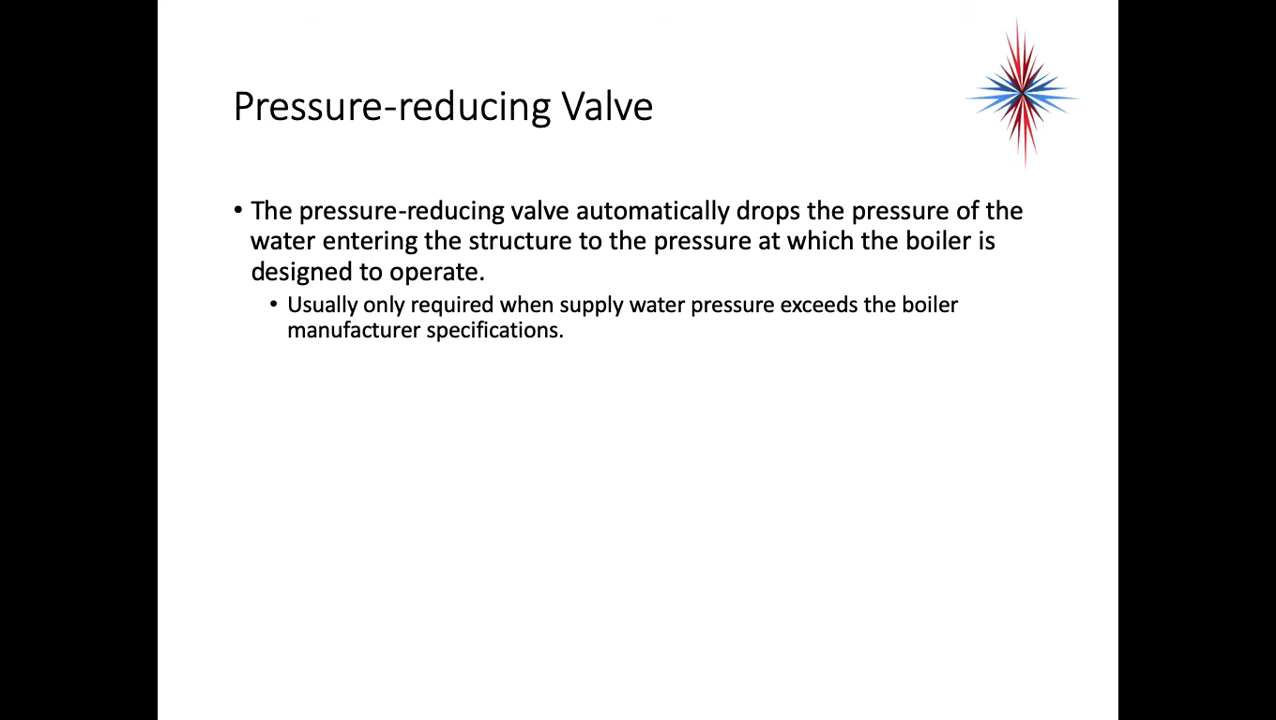 Pressure-reducing Valve
• The pressure-reducing valve automatically drops the pressure of the
water entering the structure to the pressure at which the boiler is
designed to operate.
• Usually only required when supply water pressure exceeds the boiler
manufacturer specifications.